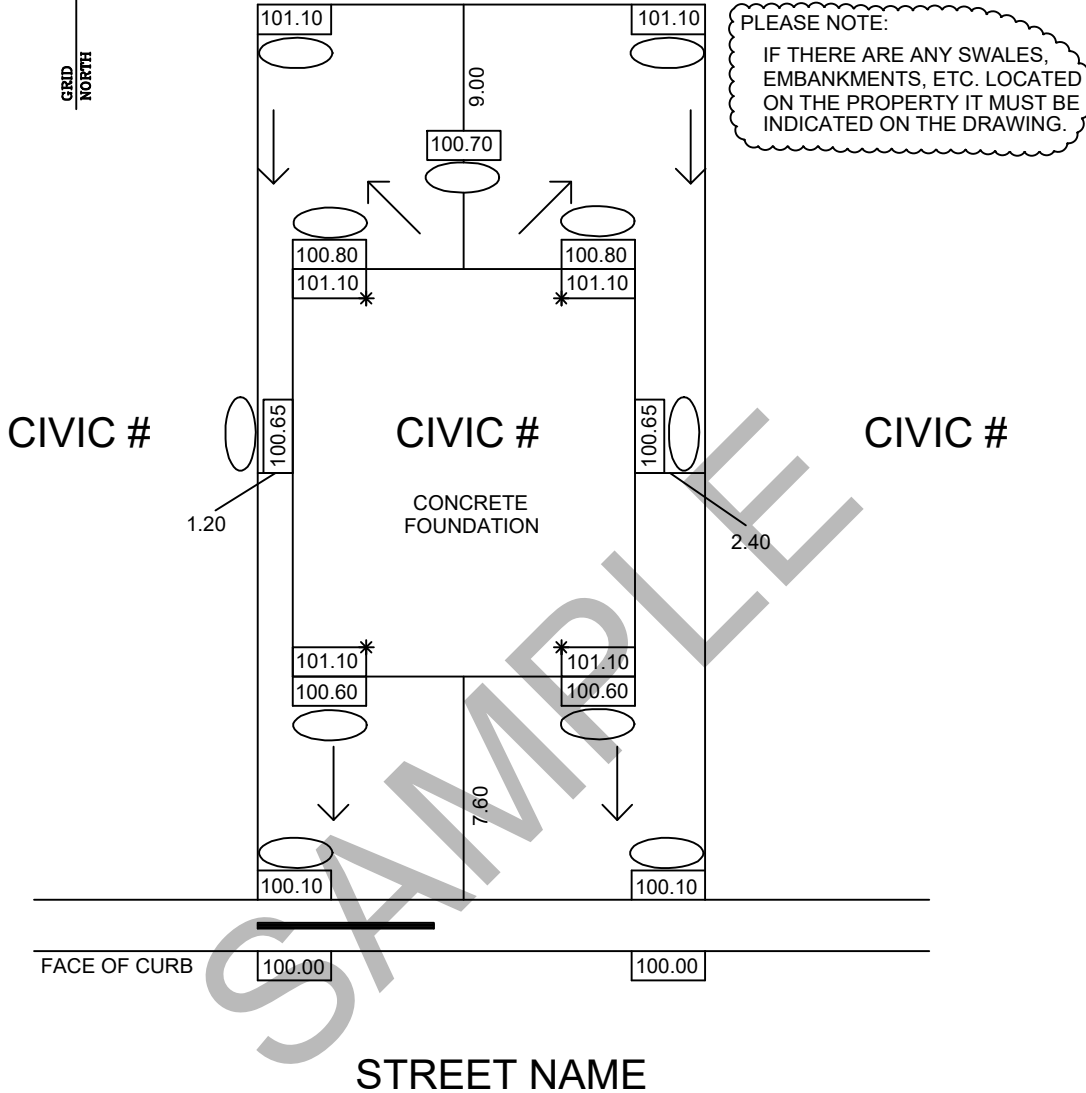 101.10
101.10
PLEASE NOTE:
IF THERE ARE ANY SWALES,
EMBANKMENTS, ETC. LOCATED
ON THE PROPERTY IT MUST BE
INDICATED ON THE DRAWING.
GRID
NORTH
9.00
100.70
100.80
100.80
101.10
101.10
CIVIC #
100.65
CIVIC #
100.65
CIVIC #
CONCRETE
FOUNDATION
1.20
2.40
101.10
101.10
100.60
100.60
7.60
100.10
100.10
FACE OF CURB
100.00
100.00
SAMPLE
STREET NAME